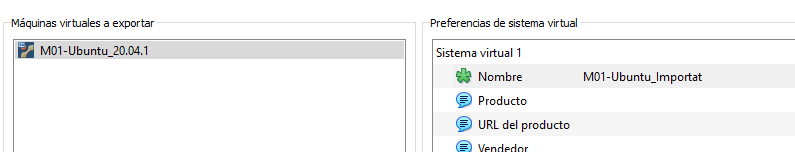 Máquinas virtuales a exportar
M01-Ubuntu_20.04.1
Preferencias de sistema virtual
Sistema virtual 1
Nombre M01-Ubuntu_Importat
Producto
URL del producto
Vendedor